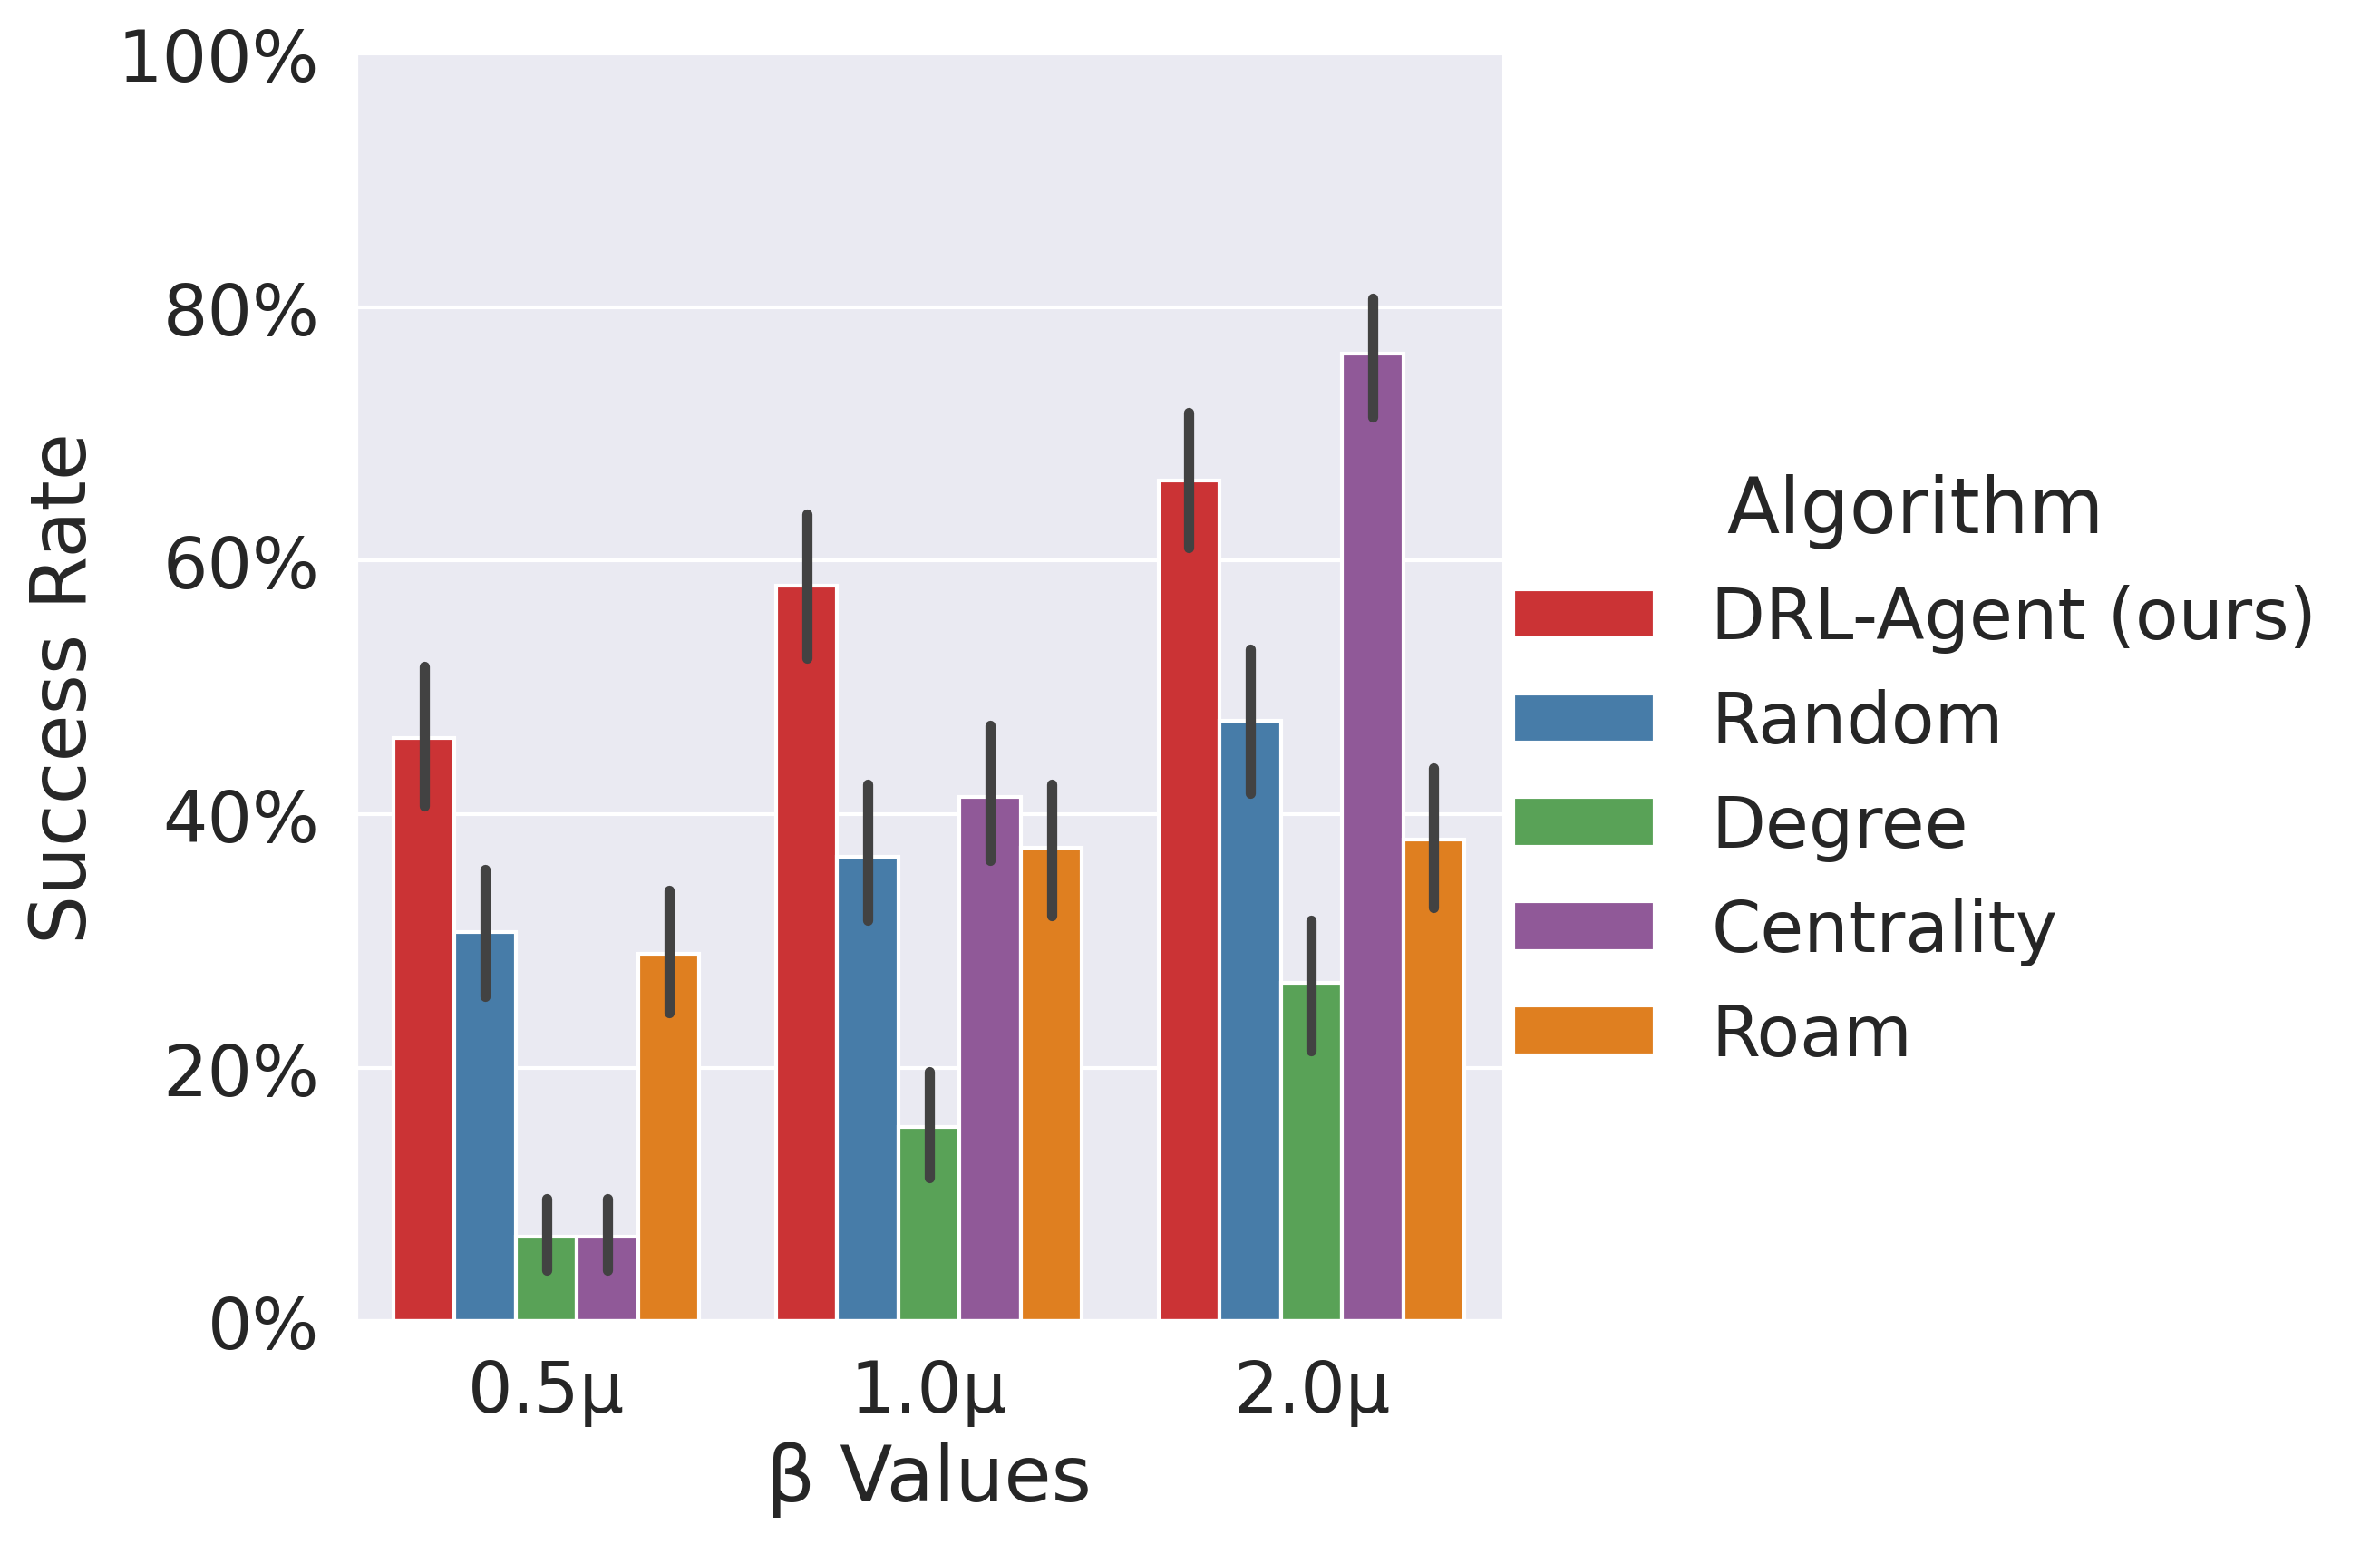 100%
80%
60%
40%
20%
0%
Success Rate
0.5µ
1.0µ
2.0µ
β Values
Algorithm
DRL-Agent (ours)
Random
Degree
Centrality
Roam